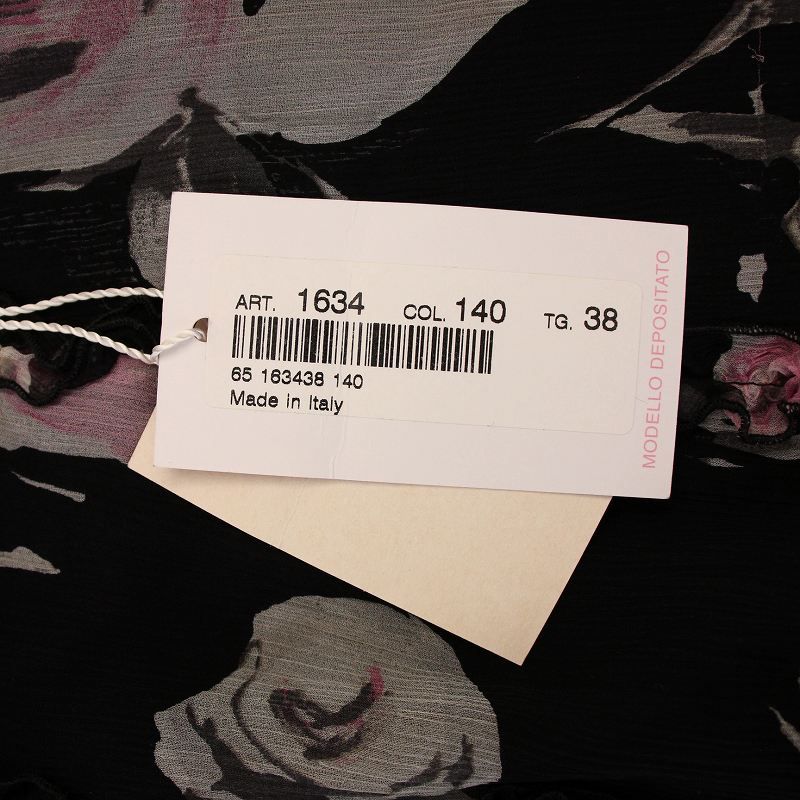 ART. 1634 COL. 140 TG. 38
65 163438 140
Made in Italy
MODELLO DEPOSITATO